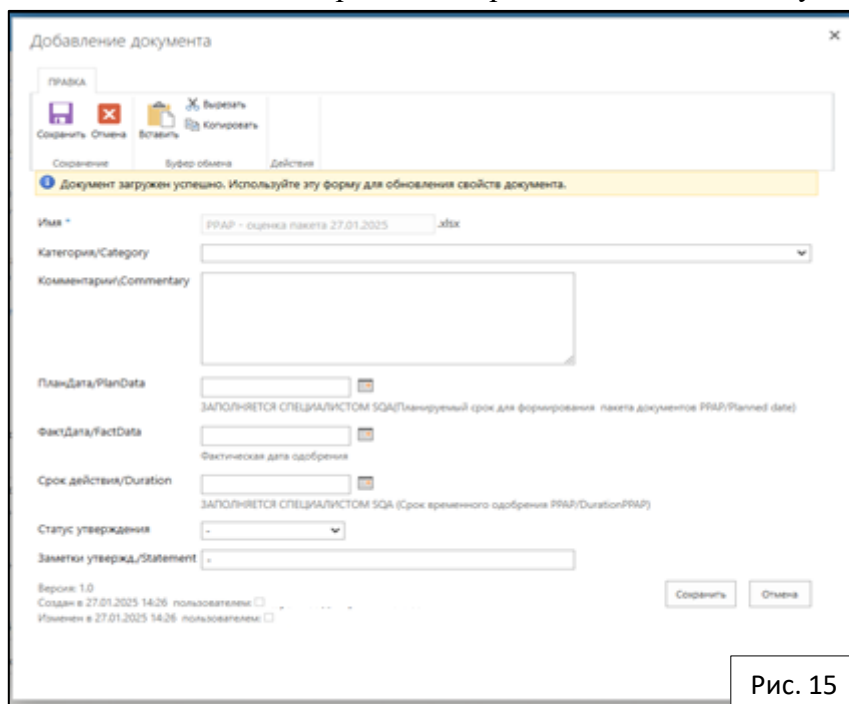 Добавление документа
ПРАВКА
Сохранить Отмена Вставить Вырезать
Копировать
Сохранение Буфер обмена Действия
Документ загружен успешно. Используйте эту форму для обновления свойств документа.
Имя * PPAP - оценка пакета 27.01.2025 .xlsx
Категория/Category
Комментарии\Commentary
ПланДата/PlanData
ЗАПОЛНЯЕТСЯ СПЕЦИАЛИСТОМ SQA(Планируемый срок для формирования пакета документов PPAP/Planned date)
ФактДата/FactData
Фактическая дата одобрения
Срок действия/Duration
ЗАПОЛНЯЕТСЯ СПЕЦИАЛИСТОМ SQA (Срок временного одобрения PPAP/DurationPPAP)
Статус утверждения -
Заметки утвержд./Statement -
Версия: 1.0
Создан в 27.01.2025 14:26 пользователем:
Изменен в 27.01.2025 14:26 пользователем:
Сохранить Отмена
Рис. 15